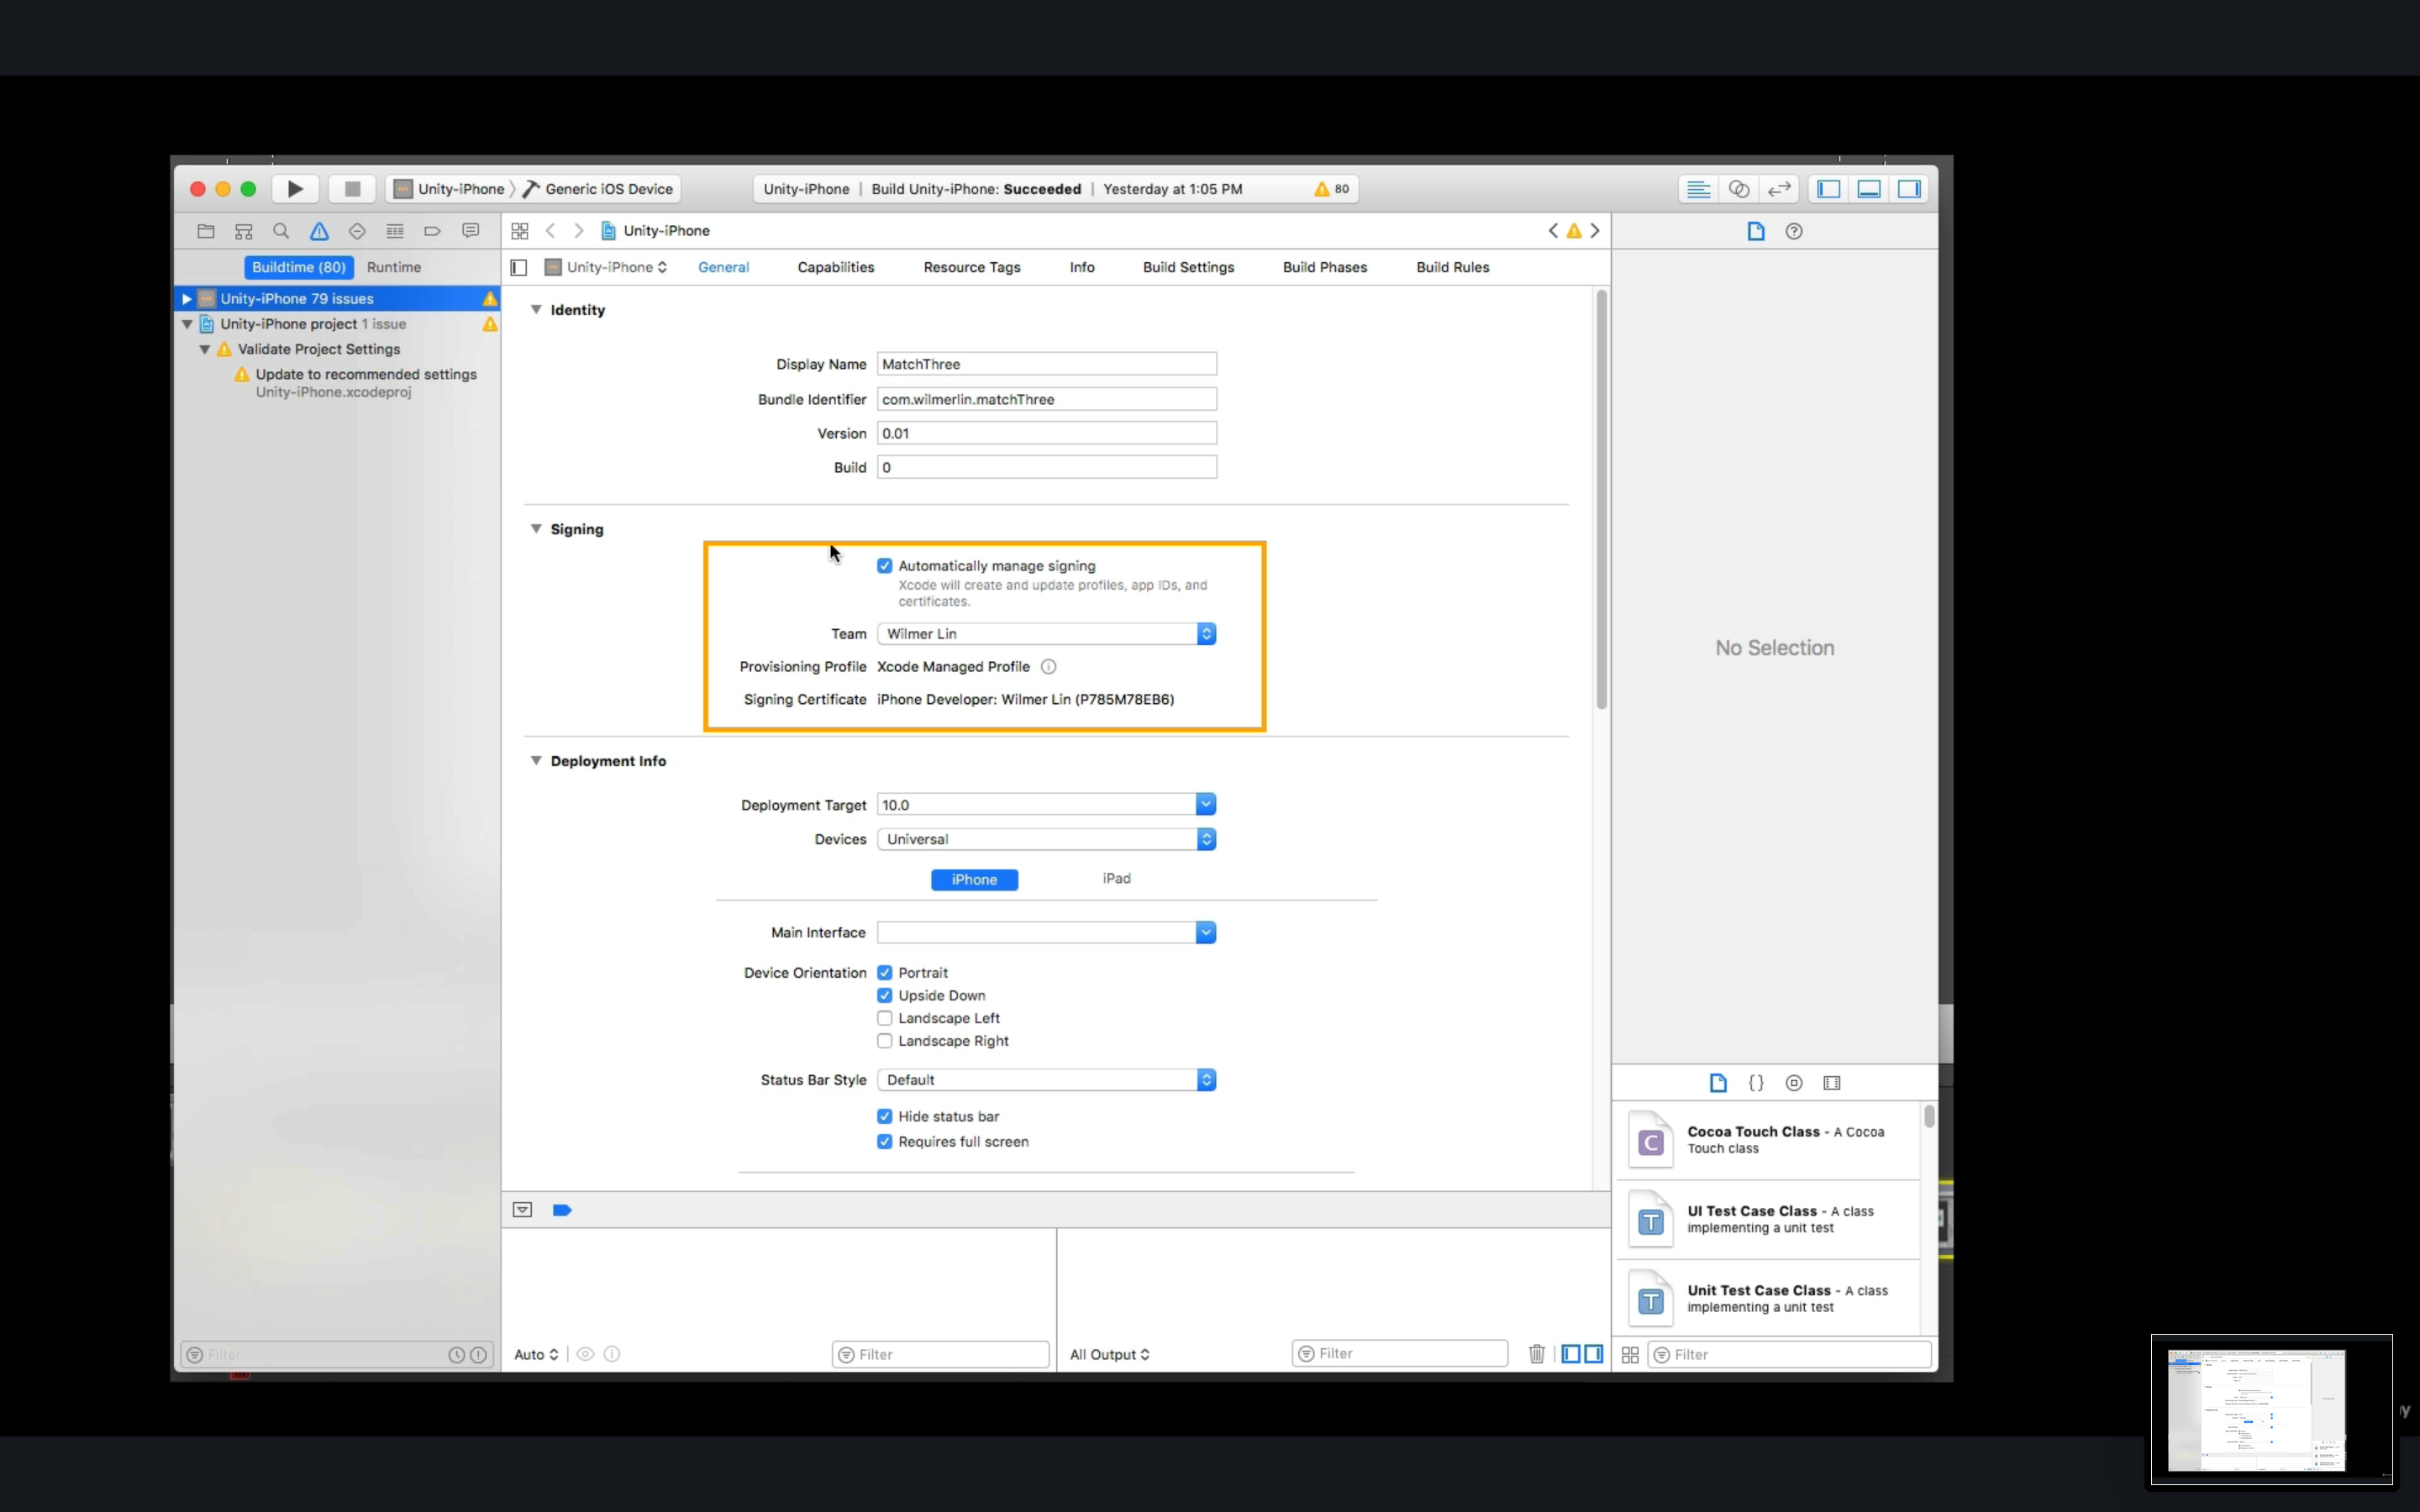 Unity-iPhone Generic iOS Device
Unity-iPhone | Build Unity-iPhone: Succeeded | Yesterday at 1:05 PM 80
Unity-iPhone
Buildtime (80) Runtime
Unity-iPhone General Capabilities Resource Tags Info Build Settings Build Phases Build Rules
Unity-iPhone 79 issues
Unity-iPhone project 1 issue
Validate Project Settings
Update to recommended settings
Unity-iPhone.xcodeproj
Identity
Display Name MatchThree
Bundle Identifier com.wilmerlin.matchThree
Version 0.01
Build 0
Signing
Automatically manage signing
Xcode will create and update profiles, app IDs, and
certificates.
Team Wilmer Lin
Provisioning Profile Xcode Managed Profile
Signing Certificate iPhone Developer: Wilmer Lin (P785M78EB6)
Deployment Info
Deployment Target 10.0
Devices Universal
iPhone iPad
Main Interface
Device Orientation Portrait
Upside Down
Landscape Left
Landscape Right
Status Bar Style Default
Hide status bar
Requires full screen
No Selection
{}
C
Cocoa Touch Class - A Cocoa
Touch class
T
UI Test Case Class - A class
implementing a unit test
T
Unit Test Case Class - A class
implementing a unit test
Filter
Auto
Filter
All Output
Filter
Filter